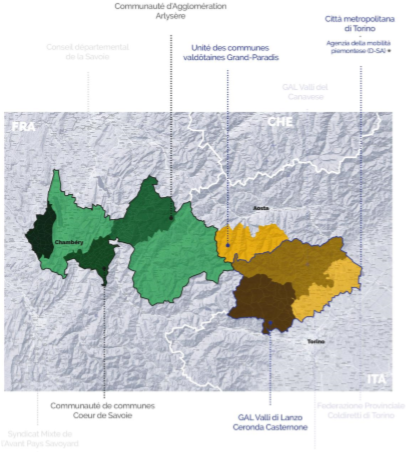 Communauté d'Agglomération
Arlysère
Città metropolitana
di Torino
Agenzia della mobilità
piemontese (O-SA) *
Conseil départemental
de la Savoie
Unité des communes
valdôtaines Grand-Paradis
GAL Valli del
Canavese
FRA
CHE
Aosta
Chambéry
Torino
ITA
Communauté de communes
Coeur de Savoie
GAL Valli di Lanzo
Ceronda Casternone
Federazione Provinciale
Coldiretti di Torino
Syndicat Mixte de
l'Avant Pays Savoyard